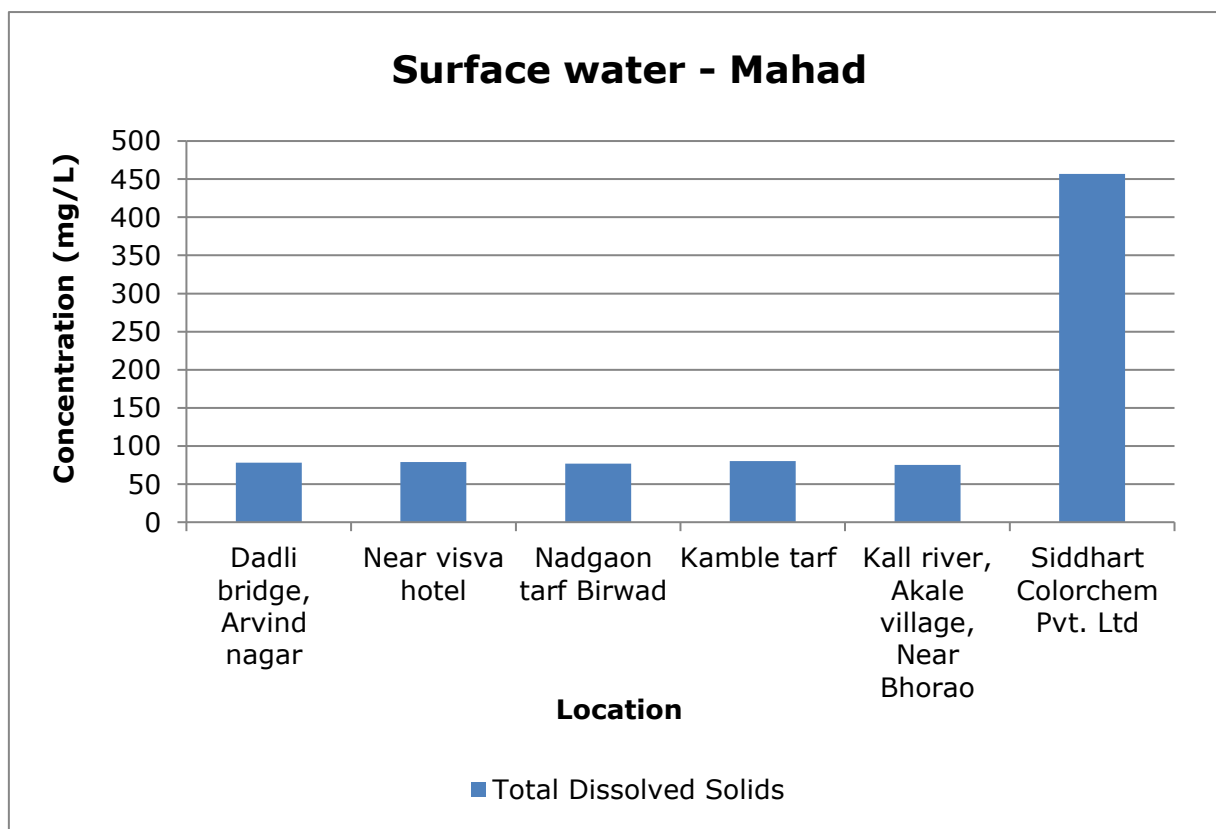 Surface water - Mahad
Concentration (mg/L)
500
450
400
350
300
250
200
150
100
50
0
Dadli
bridge,
Arvind
nagar
Near visva
hotel
Nadgaon
tarf Birwad
Kamble tarf
Kall river,
Akale
village,
Near
Bhorao
Siddhart
Colorchem
Pvt. Ltd
Location
Total Dissolved Solids